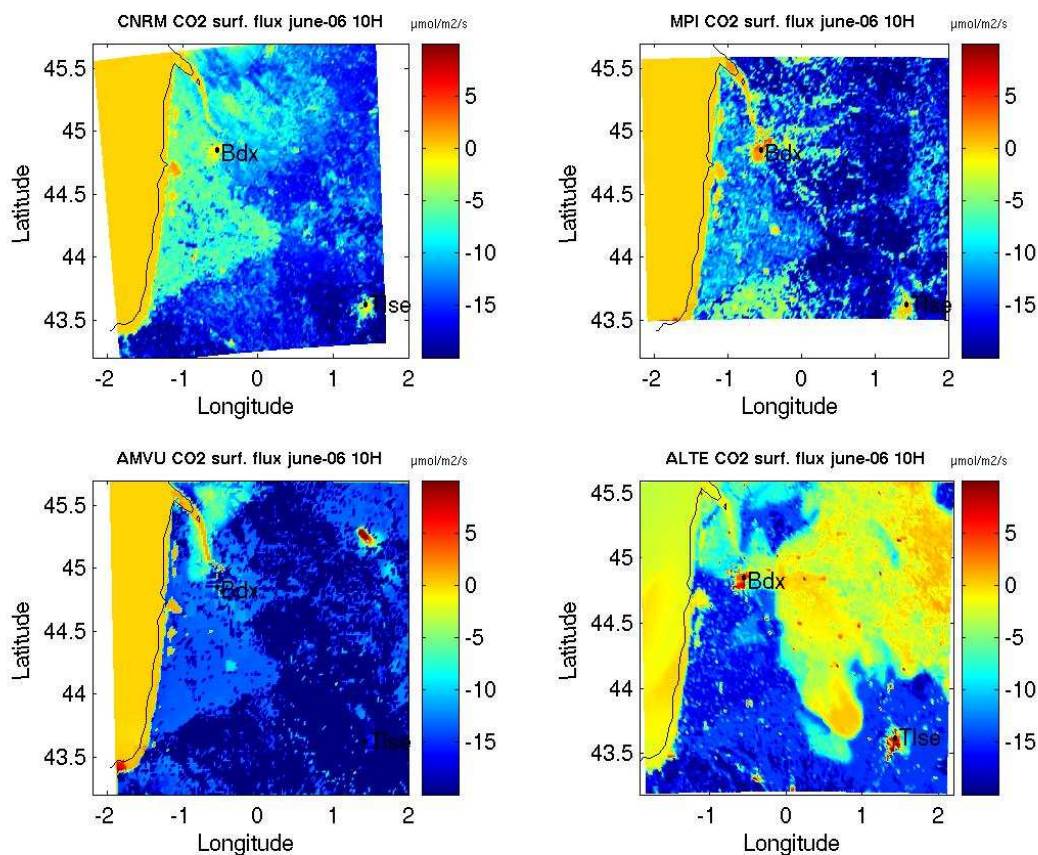 CNRM CO2 surf. flux june-06 10H
µmol/m2/s
45.5
45
44.5
44
43.5
Latitude
Bdx
Tlse
-2
-1
0
1
2
Longitude
5
0
-5
-10
-15
MPI CO2 surf. flux june-06 10H
µmol/m2/s
45.5
45
44.5
44
43.5
Latitude
Bdx
Tlse
-2
-1
0
1
2
Longitude
5
0
-5
-10
-15
AMVU CO2 surf. flux june-06 10H
µmol/m2/s
45.5
45
44.5
44
43.5
Latitude
Bdx
Tlse
-2
-1
0
1
2
Longitude
5
0
-5
-10
-15
ALTE CO2 surf. flux june-06 10H
µmol/m2/s
45.5
45
44.5
44
43.5
Latitude
Bdx
Tlse
-1
0
1
2
Longitude
5
0
-5
-10
-15